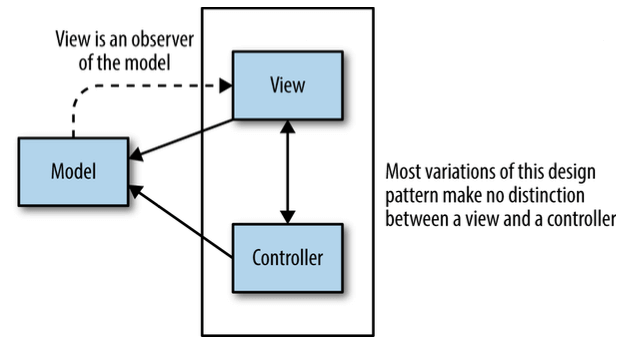 View is an observer
of the model
View
Model
Most variations of this design
pattern make no distinction
between a view and a controller
Controller